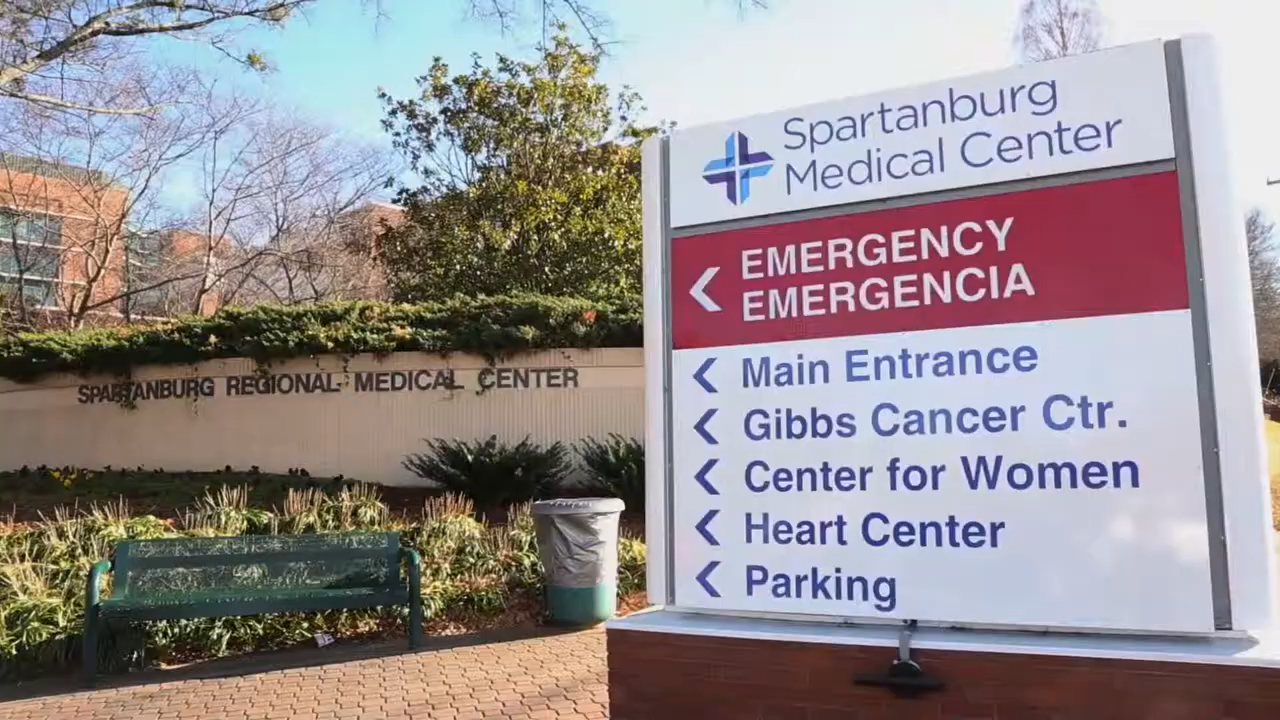 Spartanburg
Medical Center
EMERGENCY
EMERGENCIA
Main Entrance
Gibbs Cancer Ctr.
Center for Women
Heart Center
Parking
SPARTANBURG REGIONAL MEDICAL CENTER